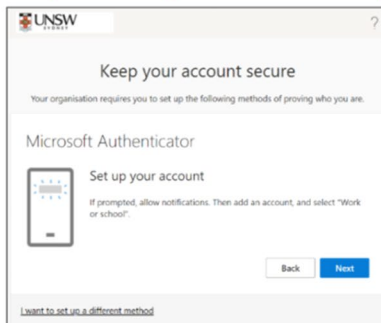 UNSW
SYDNEY
?
Keep your account secure
Your organisation requires you to set up the following methods of proving who you are.
Microsoft Authenticator
Set up your account
If prompted, allow notifications. Then add an account, and select "Work
or school".
Back
Next
I want to set up a different method